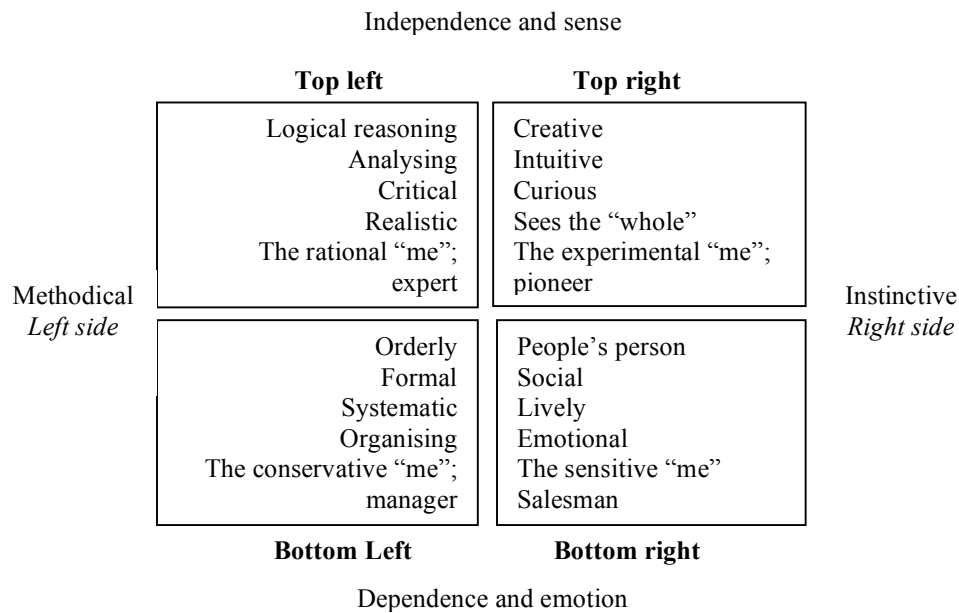 Independence and sense
Top left
Top right
Logical reasoning
Analysing
Critical
Realistic
The rational “me”;
expert
Creative
Intuitive
Curious
Sees the “whole”
The experimental “me”;
pioneer
Methodical
Left side
Instinctive
Right side
Orderly
Formal
Systematic
Organising
The conservative “me”;
manager
People’s person
Social
Lively
Emotional
The sensitive “me”
Salesman
Bottom Left
Bottom right
Dependence and emotion